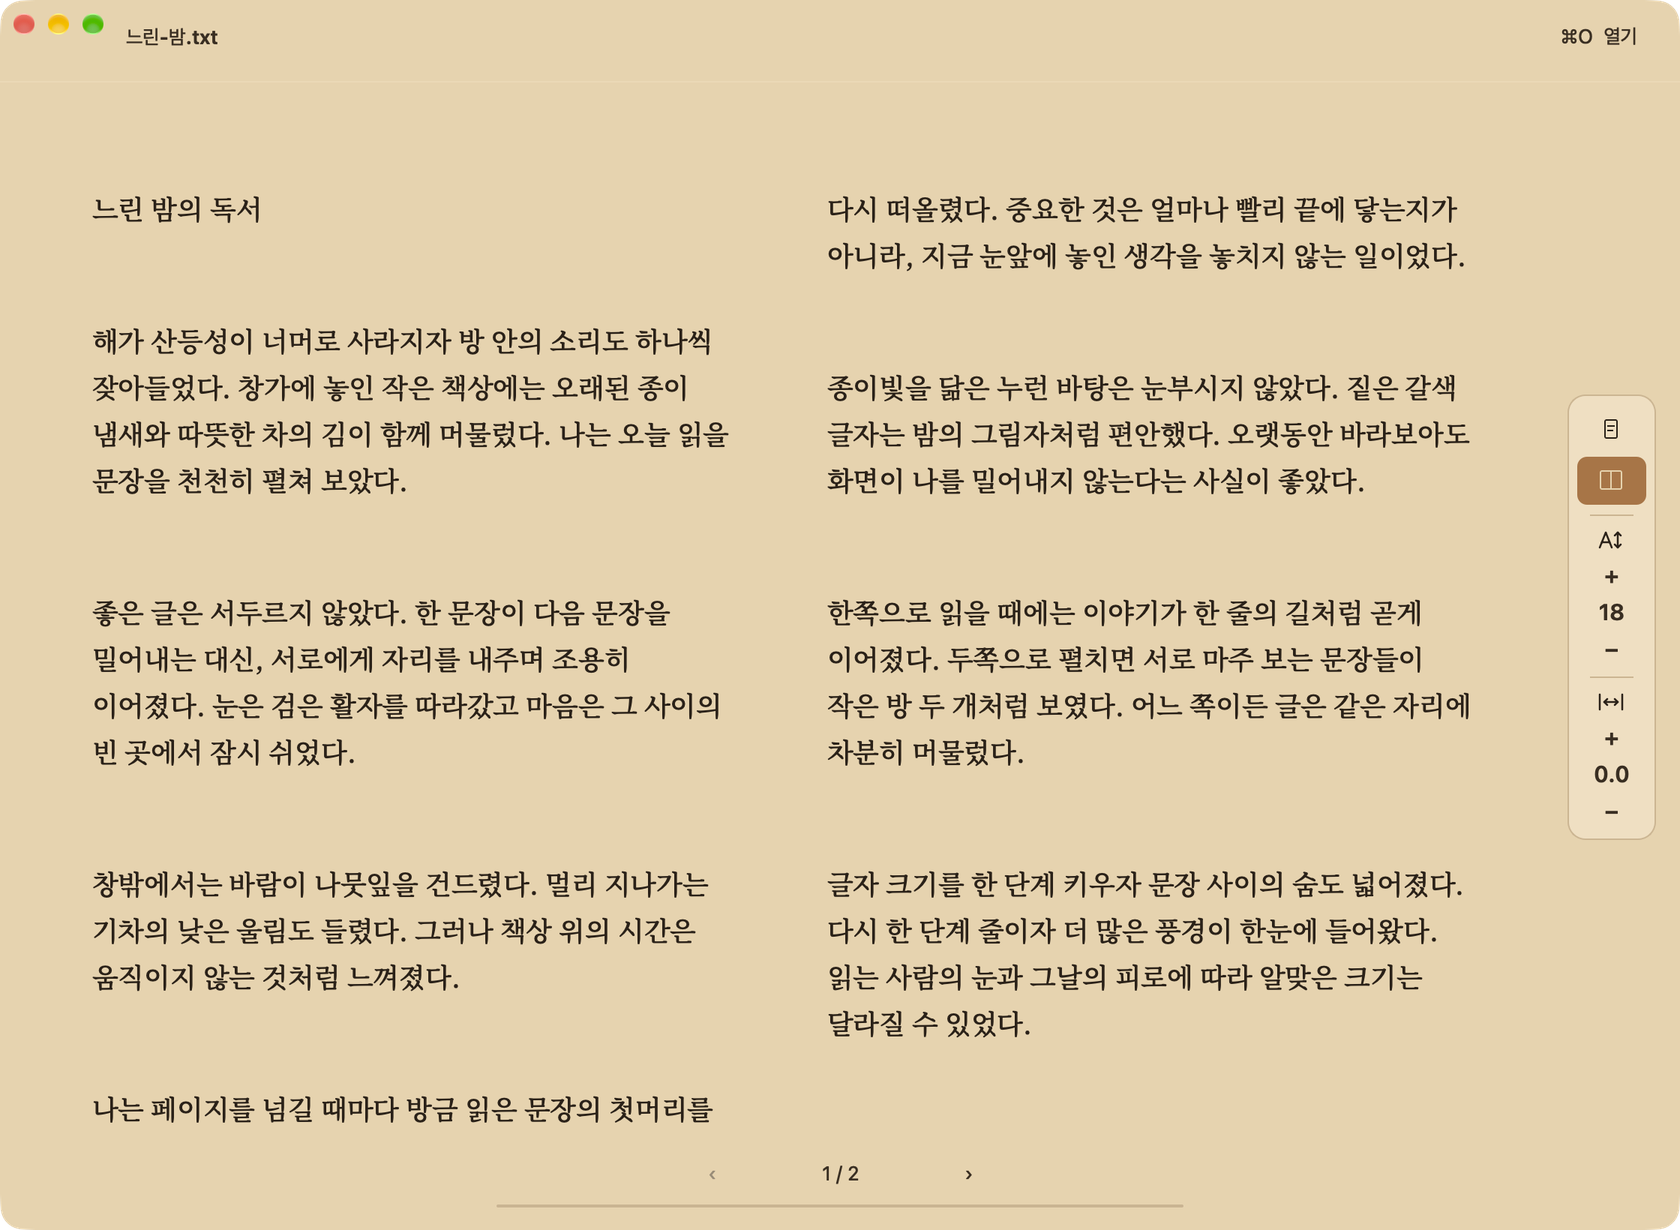 느린-밤.txt
⌘O 열기
느린 밤의 독서
해가 산등성이 너머로 사라지자 방 안의 소리도 하나씩
잦아들었다. 창가에 놓인 작은 책상에는 오래된 종이
냄새와 따뜻한 차의 김이 함께 머물렀다. 나는 오늘 읽을
문장을 천천히 펼쳐 보았다.
좋은 글은 서두르지 않았다. 한 문장이 다음 문장을
밀어내는 대신, 서로에게 자리를 내주며 조용히
이어졌다. 눈은 검은 활자를 따라갔고 마음은 그 사이의
빈 곳에서 잠시 쉬었다.
창밖에서는 바람이 나뭇잎을 건드렸다. 멀리 지나가는
기차의 낮은 울림도 들렸다. 그러나 책상 위의 시간은
움직이지 않는 것처럼 느껴졌다.
나는 페이지를 넘길 때마다 방금 읽은 문장의 첫머리를
다시 떠올렸다. 중요한 것은 얼마나 빨리 끝에 닿는지가
아니라, 지금 눈앞에 놓인 생각을 놓치지 않는 일이었다.
종이빛을 닮은 누런 바탕은 눈부시지 않았다. 짙은 갈색
글자는 밤의 그림자처럼 편안했다. 오랫동안 바라보아도
화면이 나를 밀어내지 않는다는 사실이 좋았다.
한쪽으로 읽을 때에는 이야기가 한 줄의 길처럼 곧게
이어졌다. 두쪽으로 펼치면 서로 마주 보는 문장들이
작은 방 두 개처럼 보였다. 어느 쪽이든 글은 같은 자리에
차분히 머물렀다.
글자 크기를 한 단계 키우자 문장 사이의 숨도 넓어졌다.
다시 한 단계 줄이자 더 많은 풍경이 한눈에 들어왔다.
읽는 사람의 눈과 그날의 피로에 따라 알맞은 크기는
달라질 수 있었다.
A↕
+
18
−
+
0.0
−
‹ 1 / 2 ›